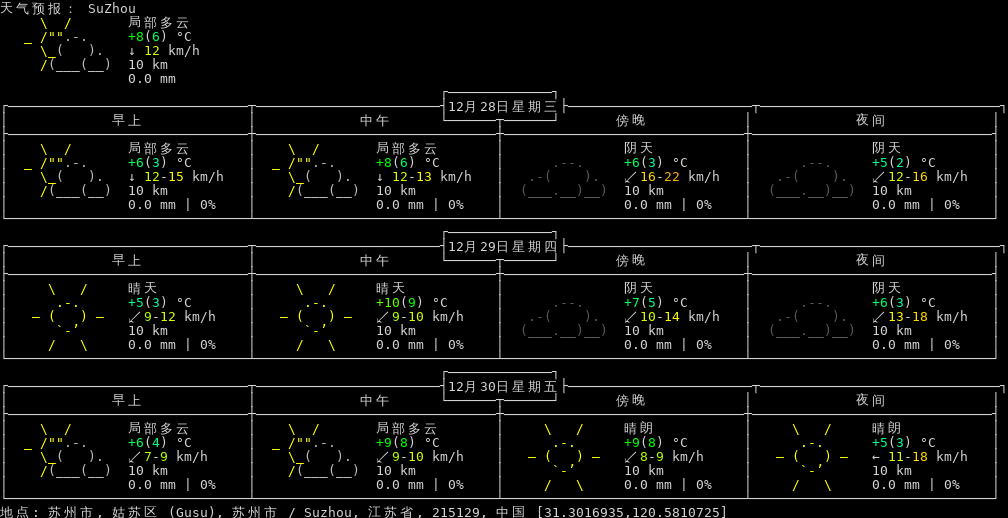 天气预报: SuZhou
局部多云
+8(6) °C
↓ 12 km/h
10 km
0.0 mm
12月28日星期三
早上 中午 傍晚 夜间
局部多云 局部多云 阴天 阴天
+6(3) °C +8(6) °C +6(3) °C +5(2) °C
↓ 12-15 km/h ↓ 12-13 km/h ↙ 16-22 km/h ↙ 12-16 km/h
10 km 10 km 10 km 10 km
0.0 mm | 0% 0.0 mm | 0% 0.0 mm | 0% 0.0 mm | 0%
12月29日星期四
早上 中午 傍晚 夜间
晴天 晴天 阴天 阴天
+5(3) °C +10(9) °C +7(5) °C +6(3) °C
↙ 9-12 km/h ↙ 9-10 km/h ↙ 10-14 km/h ↙ 13-18 km/h
10 km 10 km 10 km 10 km
0.0 mm | 0% 0.0 mm | 0% 0.0 mm | 0% 0.0 mm | 0%
12月30日星期五
早上 中午 傍晚 夜间
局部多云 局部多云 晴朗 晴朗
+6(4) °C +9(8) °C +9(8) °C +5(3) °C
↙ 7-9 km/h ↙ 9-10 km/h ↙ 8-9 km/h ← 11-18 km/h
10 km 10 km 10 km 10 km
0.0 mm | 0% 0.0 mm | 0% 0.0 mm | 0% 0.0 mm | 0%
地点: 苏州市, 姑苏区 (Gusu), 苏州市 / Suzhou, 江苏省, 215129, 中国 [31.3016935,120.5810725]